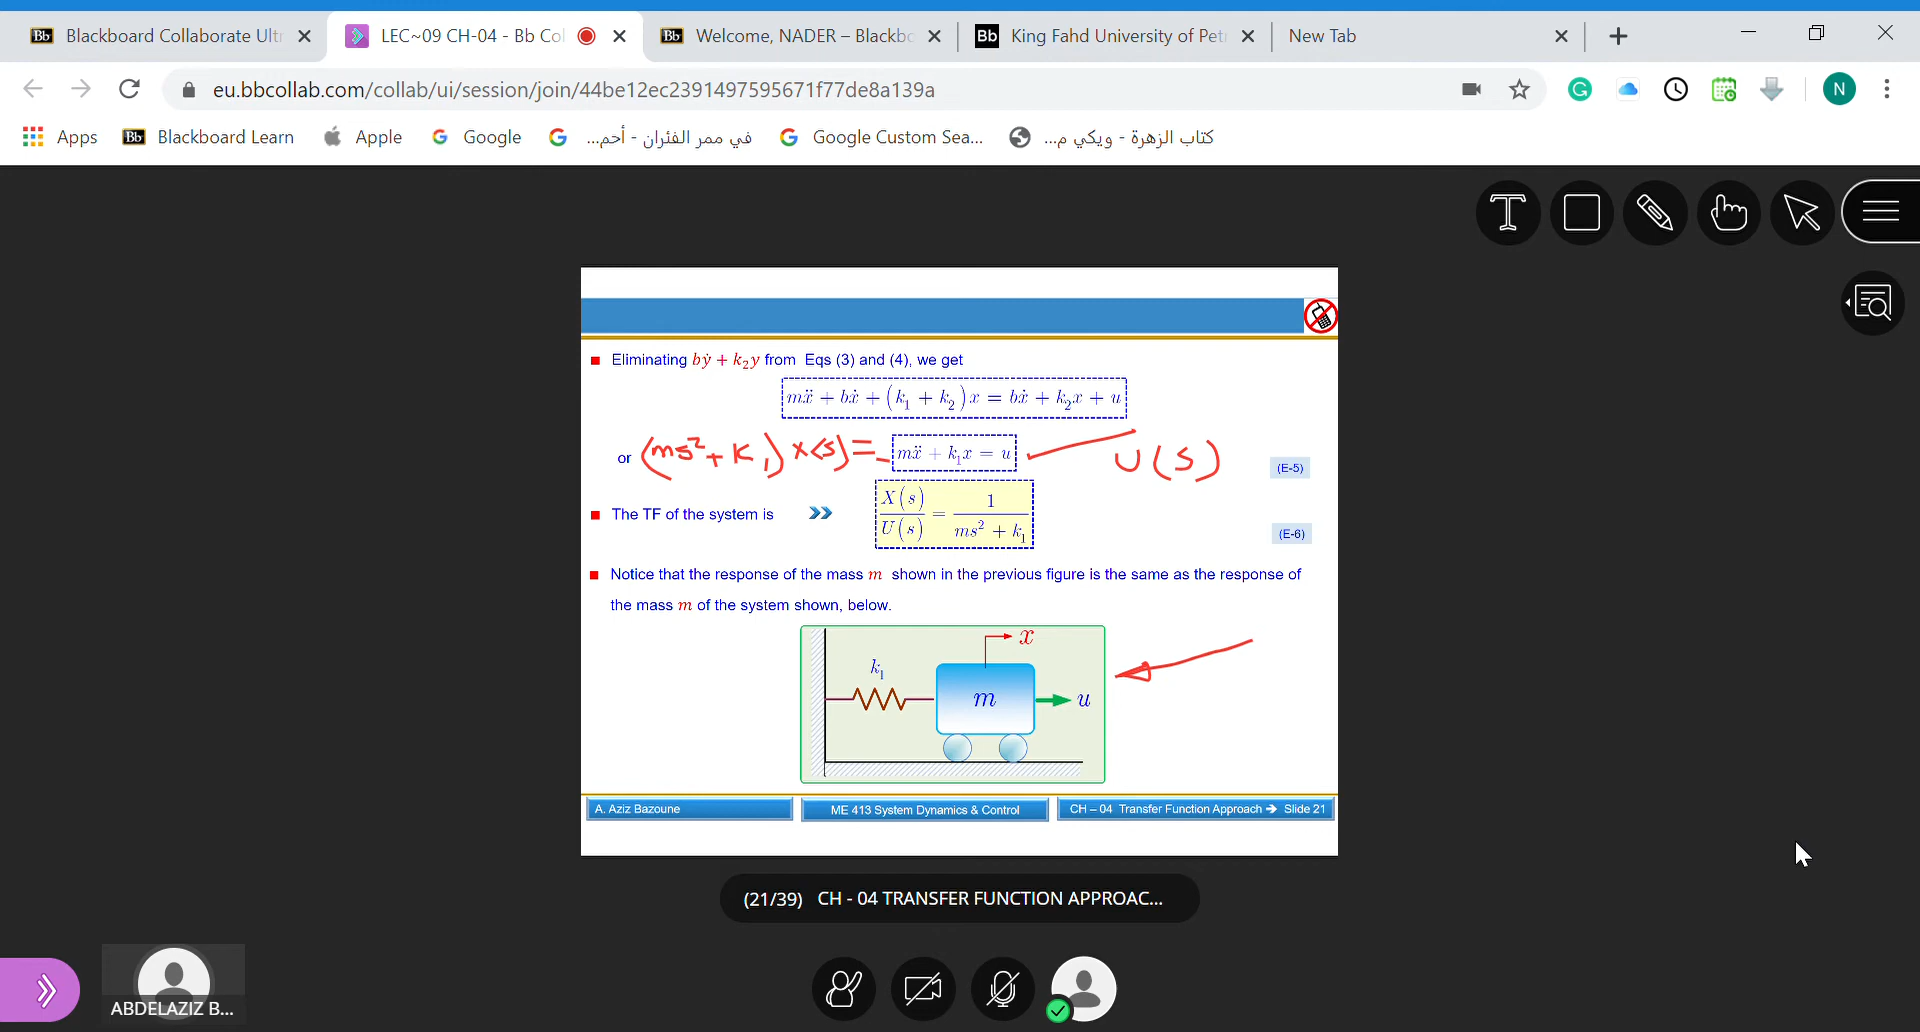 Blackboard Collaborate Ultr
LEC~09 CH-04 - Bb Col
Welcome, NADER – Blackbo
King Fahd University of Petr
New Tab
eu.bbcollab.com/collab/ui/session/join/44be12ec2391497595671f77de8a139a
N
Apps
Blackboard Learn
Apple
Google
في ممر الفئران - أحم...
Google Custom Sea...
كتاب الزهرة - ويكي م...
Eliminating bẏ + k₂y from Eqs (3) and (4), we get
mẍ + bẋ + (k₁ + k₂)x = bẋ + k₂x + u
or (ms² + K₁) X(s) = mẍ + k₁x = u U(s) (E-5)
The TF of the system is X(s)/U(s) = 1/(ms² + k₁) (E-6)
Notice that the response of the mass m shown in the previous figure is the same as the response of
the mass m of the system shown, below.
x
k₁
m
u
A. Aziz Bazoune
ME 413 System Dynamics & Control
CH – 04 Transfer Function Approach → Slide 21
(21/39) CH - 04 TRANSFER FUNCTION APPROAC...
ABDELAZIZ B...